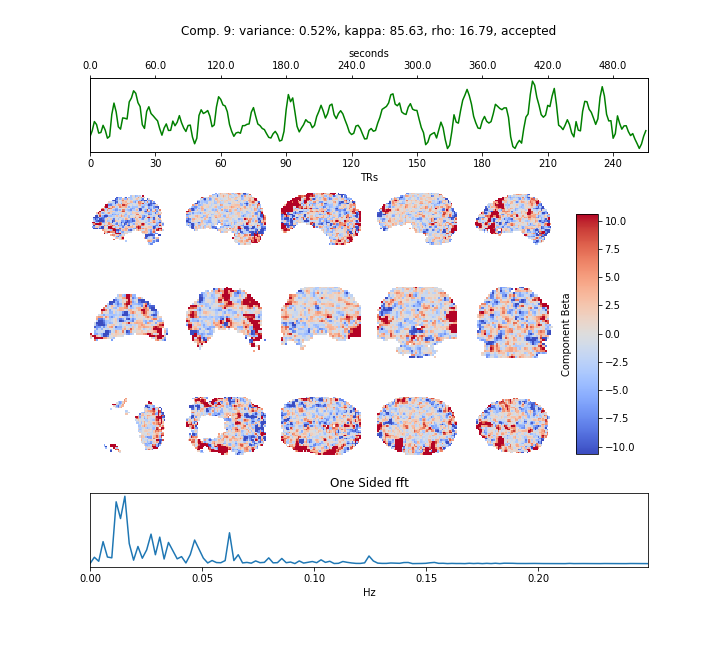 Comp. 9: variance: 0.52%, kappa: 85.63, rho: 16.79, accepted
seconds
0.0 60.0 120.0 180.0 240.0 300.0 360.0 420.0 480.0
0 30 60 90 120 150 180 210 240
TRs
10.0
7.5
5.0
2.5
0.0
−2.5
−5.0
−7.5
−10.0
Component Beta
One Sided fft
0.00 0.05 0.10 0.15 0.20
Hz